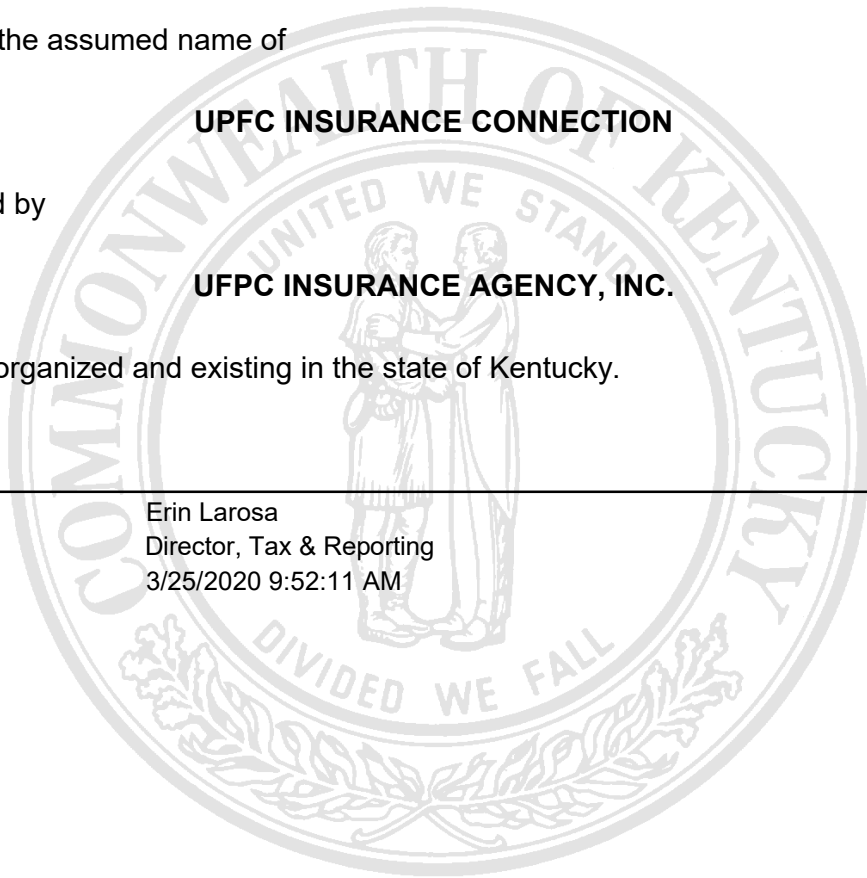 the assumed name of
UPFC INSURANCE CONNECTION
d by
UFPC INSURANCE AGENCY, INC.
organized and existing in the state of Kentucky.
Erin Larosa
Director, Tax & Reporting
3/25/2020 9:52:11 AM
COMMONWEALTH OF KENTUCKY
UNITED WE STAND
DIVIDED WE FALL